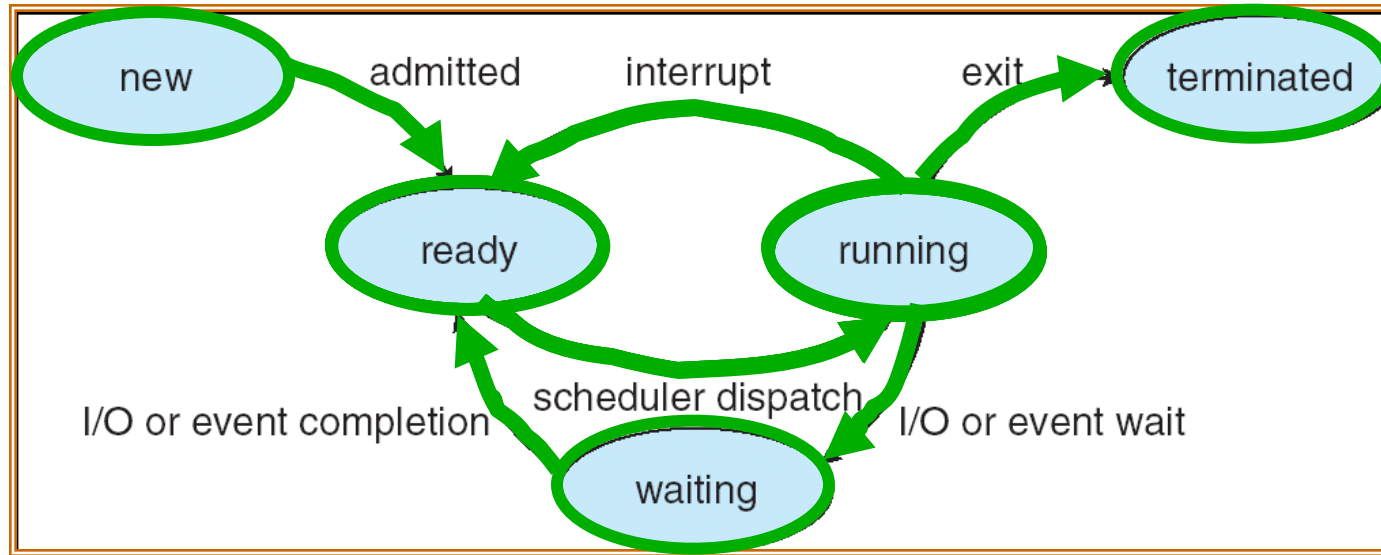 new
admitted
interrupt
exit
terminated
ready
running
I/O or event completion
scheduler dispatch
I/O or event wait
waiting